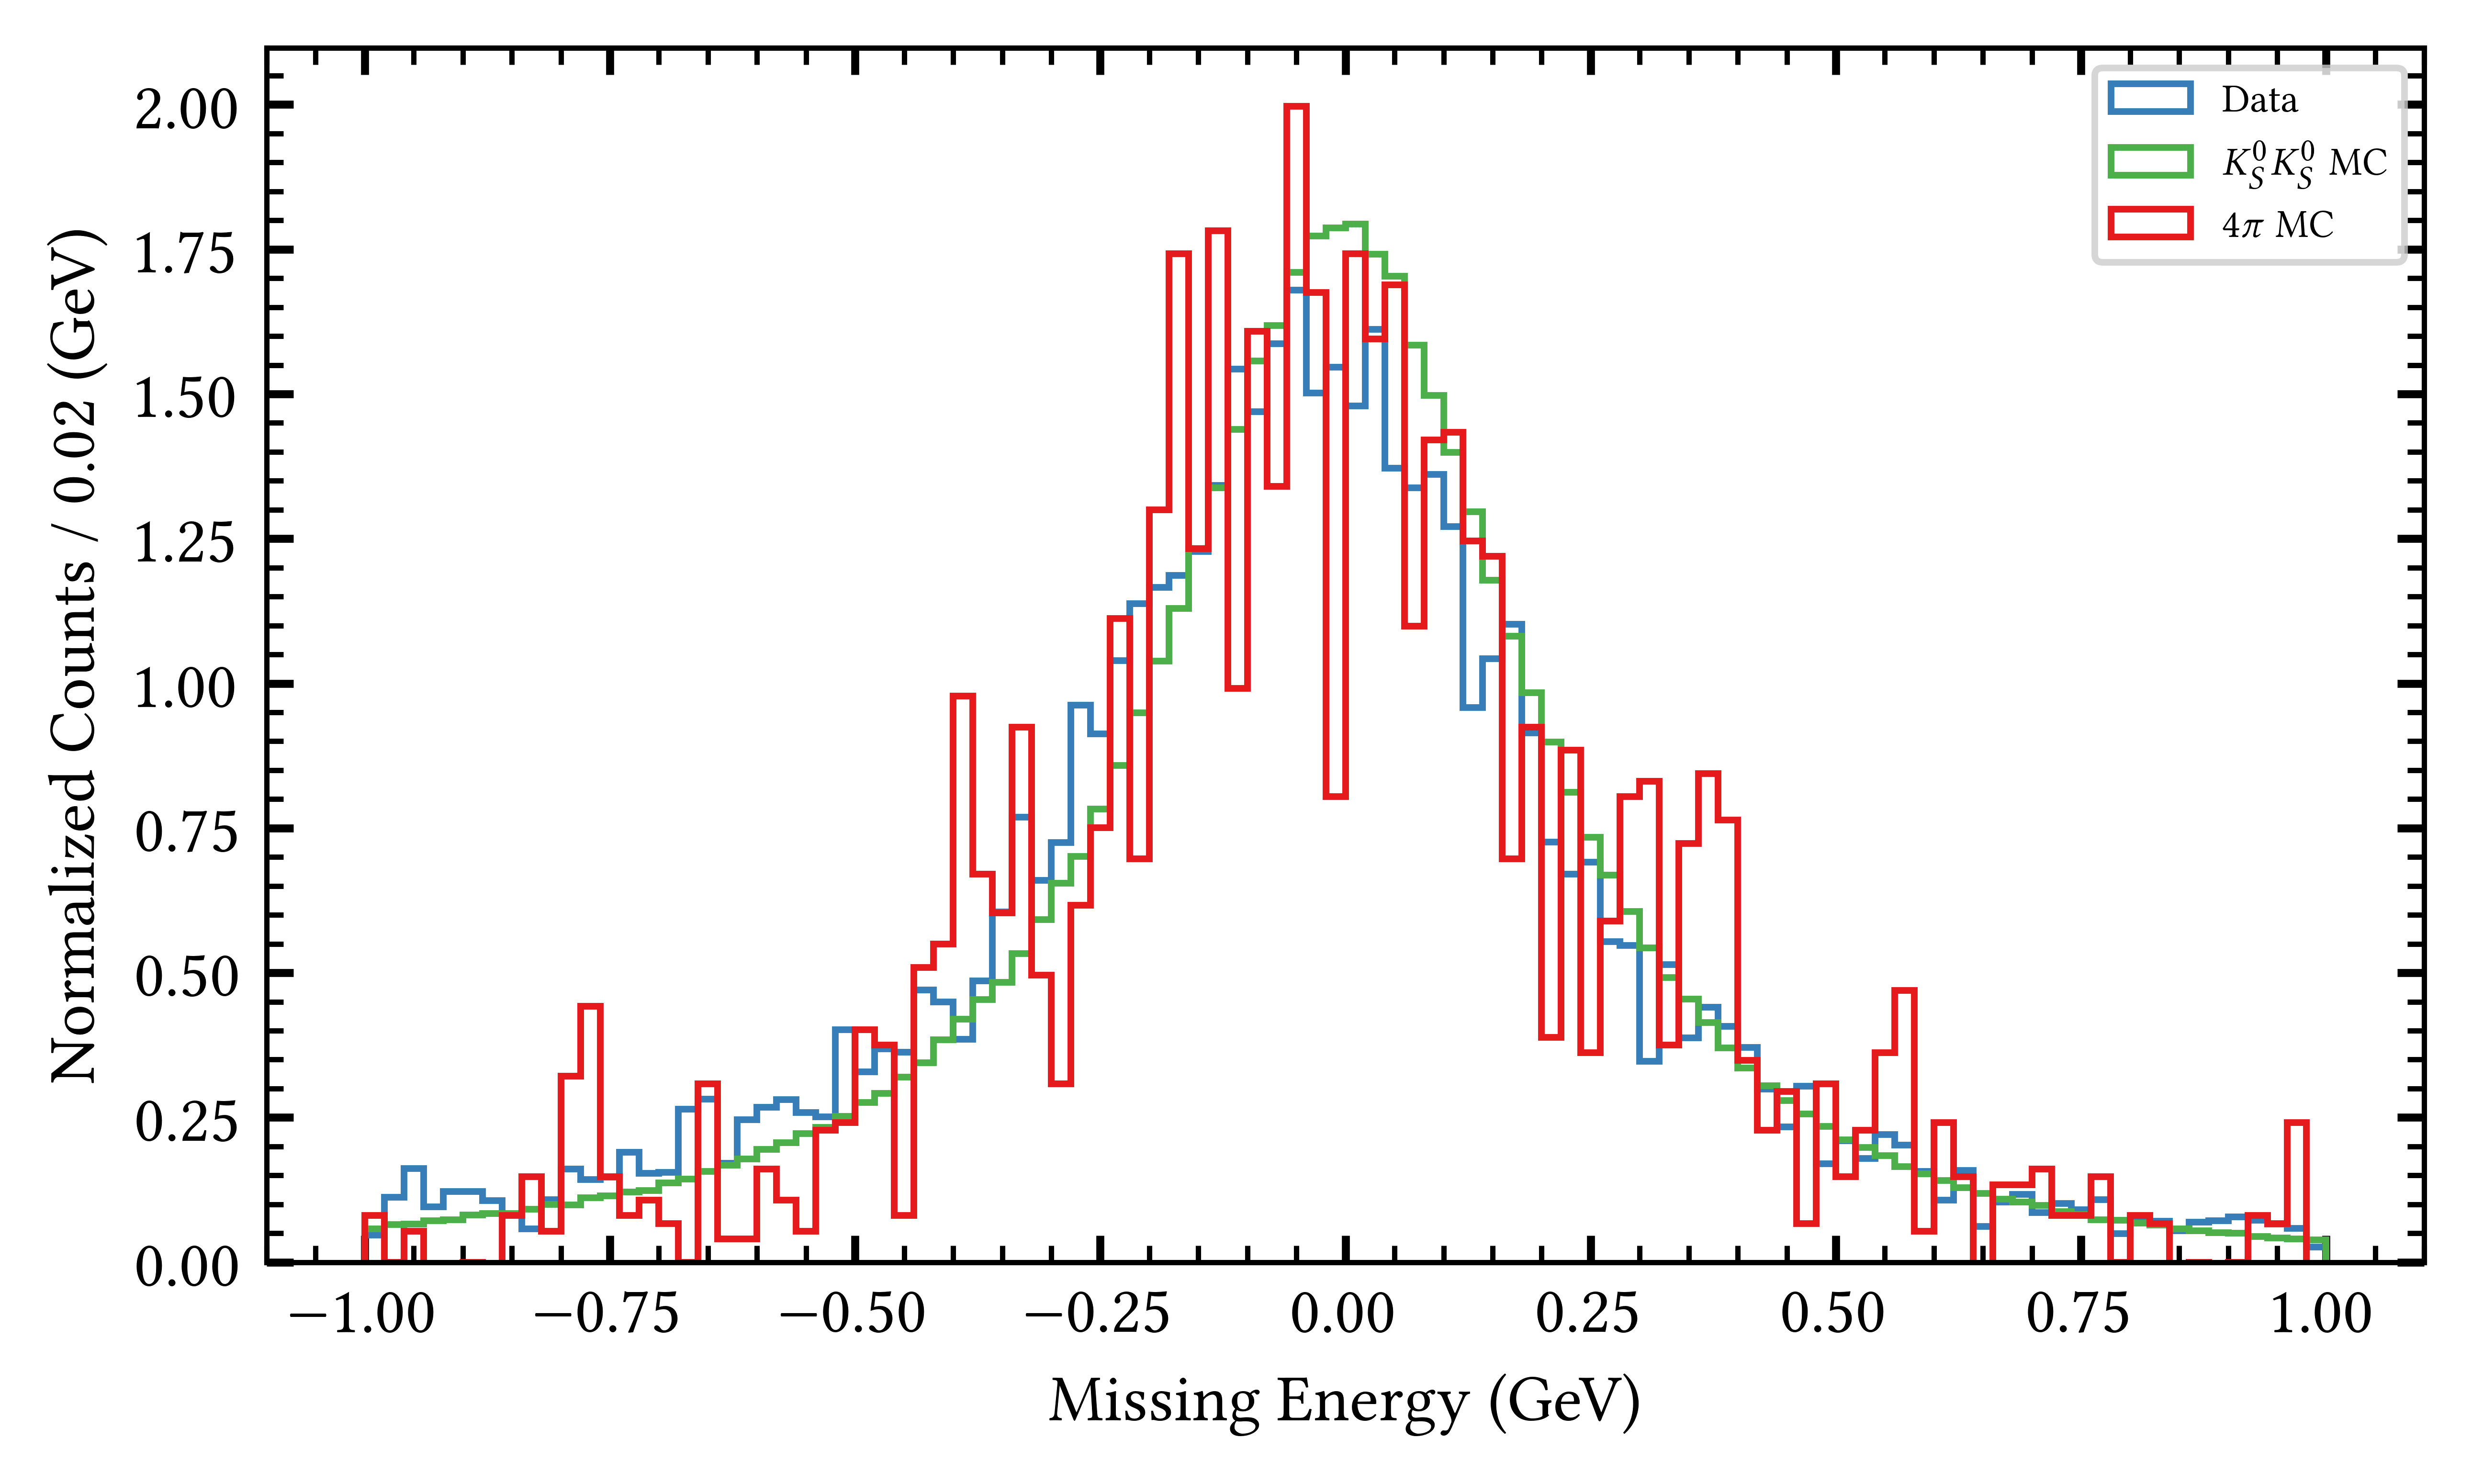 Normalized Counts / 0.02 (GeV)
2.00
1.75
1.50
1.25
1.00
0.75
0.50
0.25
0.00
Data
$K^0_S K^0_S$ MC
4π MC
−1.00 −0.75 −0.50 −0.25 0.00 0.25 0.50 0.75 1.00
Missing Energy (GeV)